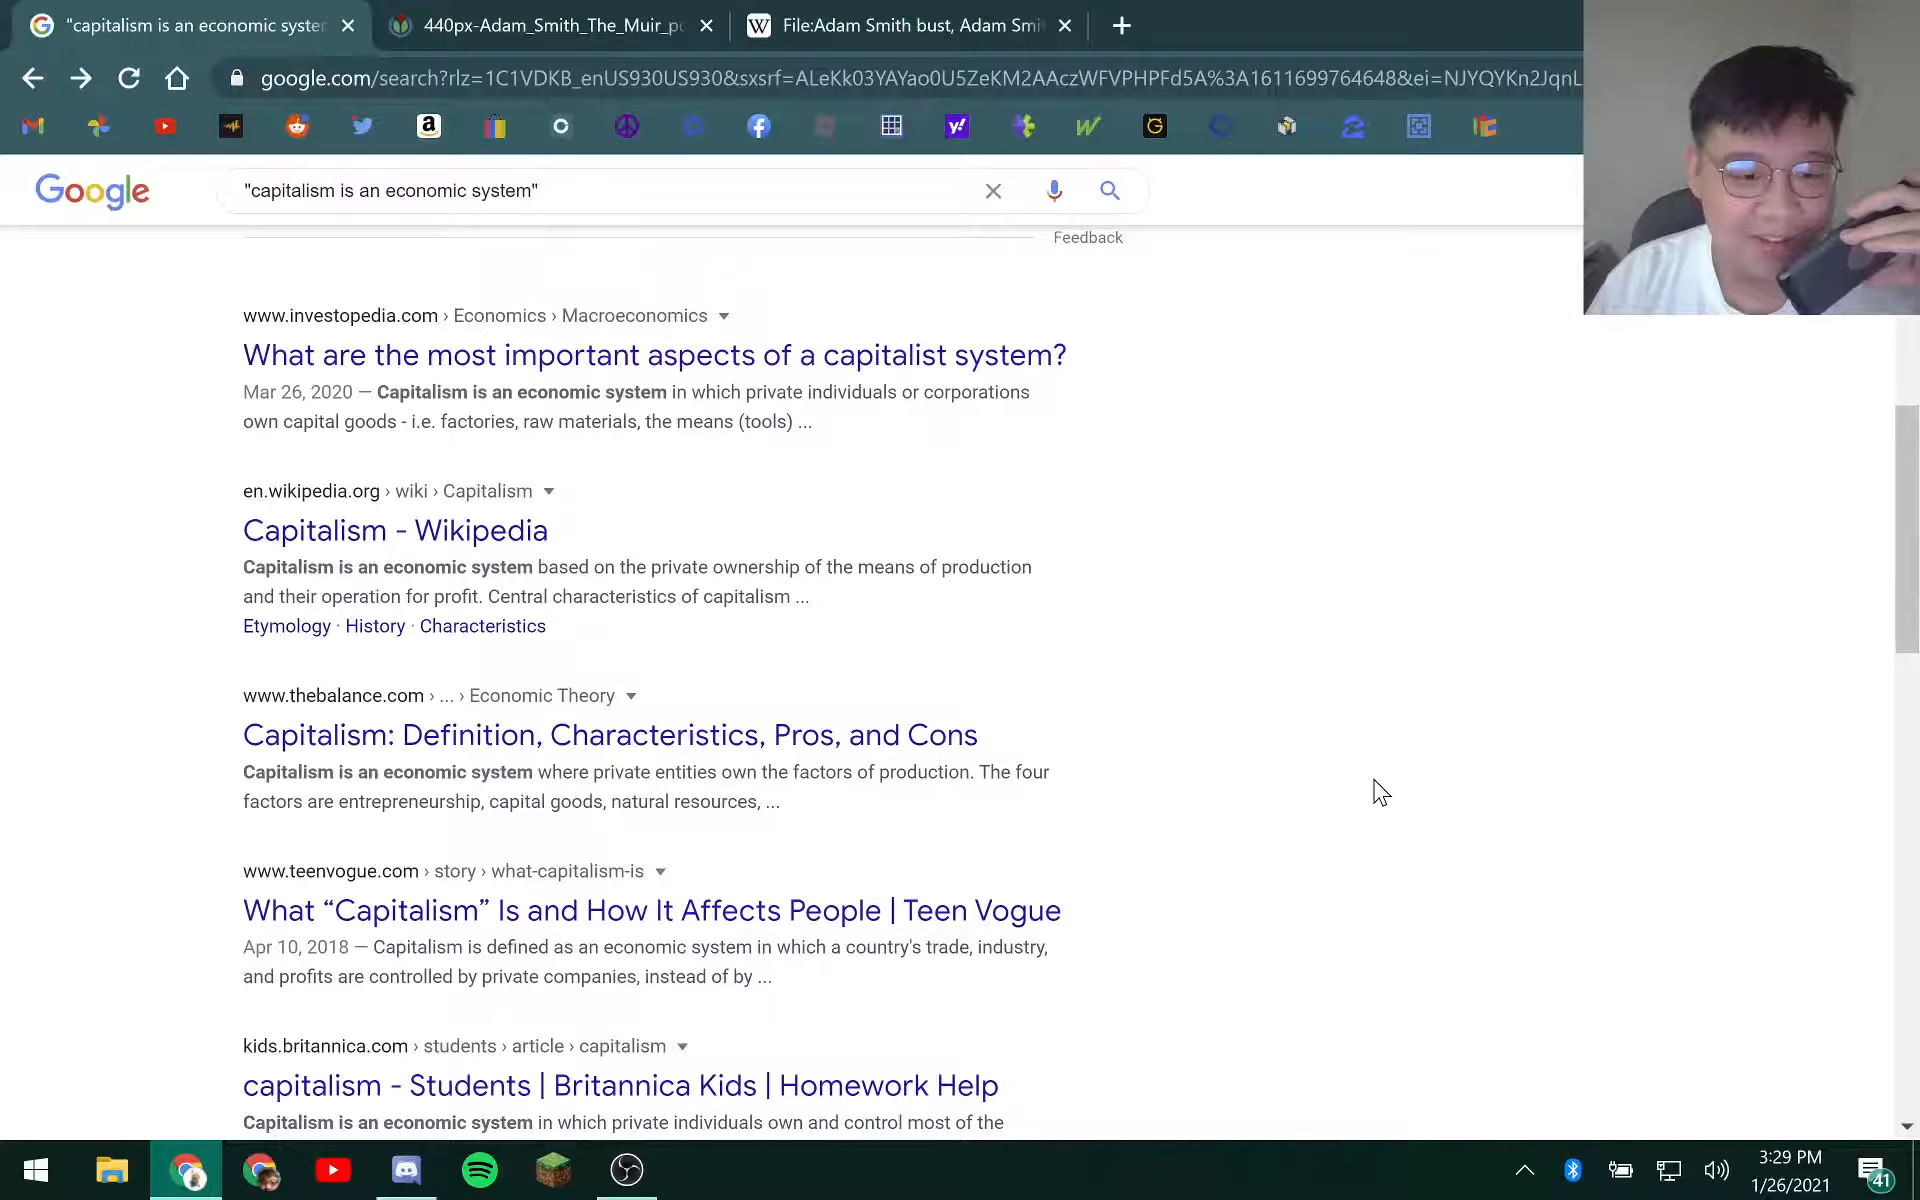 "capitalism is an economic syste
440px-Adam_Smith_The_Muir_p
File:Adam Smith bust, Adam Smi
google.com/search?rlz=1C1VDKB_enUS930US930&sxsrf=ALeKk03YAYao0U5ZeKM2AAczWFVPHPFd5A%3A1611699764648&ei=NJYQYKn2JqnL
Google
"capitalism is an economic system"
Feedback
www.investopedia.com › Economics › Macroeconomics
What are the most important aspects of a capitalist system?
Mar 26, 2020 — Capitalism is an economic system in which private individuals or corporations
own capital goods - i.e. factories, raw materials, the means (tools) ...
en.wikipedia.org › wiki › Capitalism
Capitalism - Wikipedia
Capitalism is an economic system based on the private ownership of the means of production
and their operation for profit. Central characteristics of capitalism ...
Etymology · History · Characteristics
www.thebalance.com › ... › Economic Theory
Capitalism: Definition, Characteristics, Pros, and Cons
Capitalism is an economic system where private entities own the factors of production. The four
factors are entrepreneurship, capital goods, natural resources, ...
www.teenvogue.com › story › what-capitalism-is
What “Capitalism” Is and How It Affects People | Teen Vogue
Apr 10, 2018 — Capitalism is defined as an economic system in which a country's trade, industry,
and profits are controlled by private companies, instead of by ...
kids.britannica.com › students › article › capitalism
capitalism - Students | Britannica Kids | Homework Help
Capitalism is an economic system in which private individuals own and control most of the
3:29 PM
1/26/2021
41